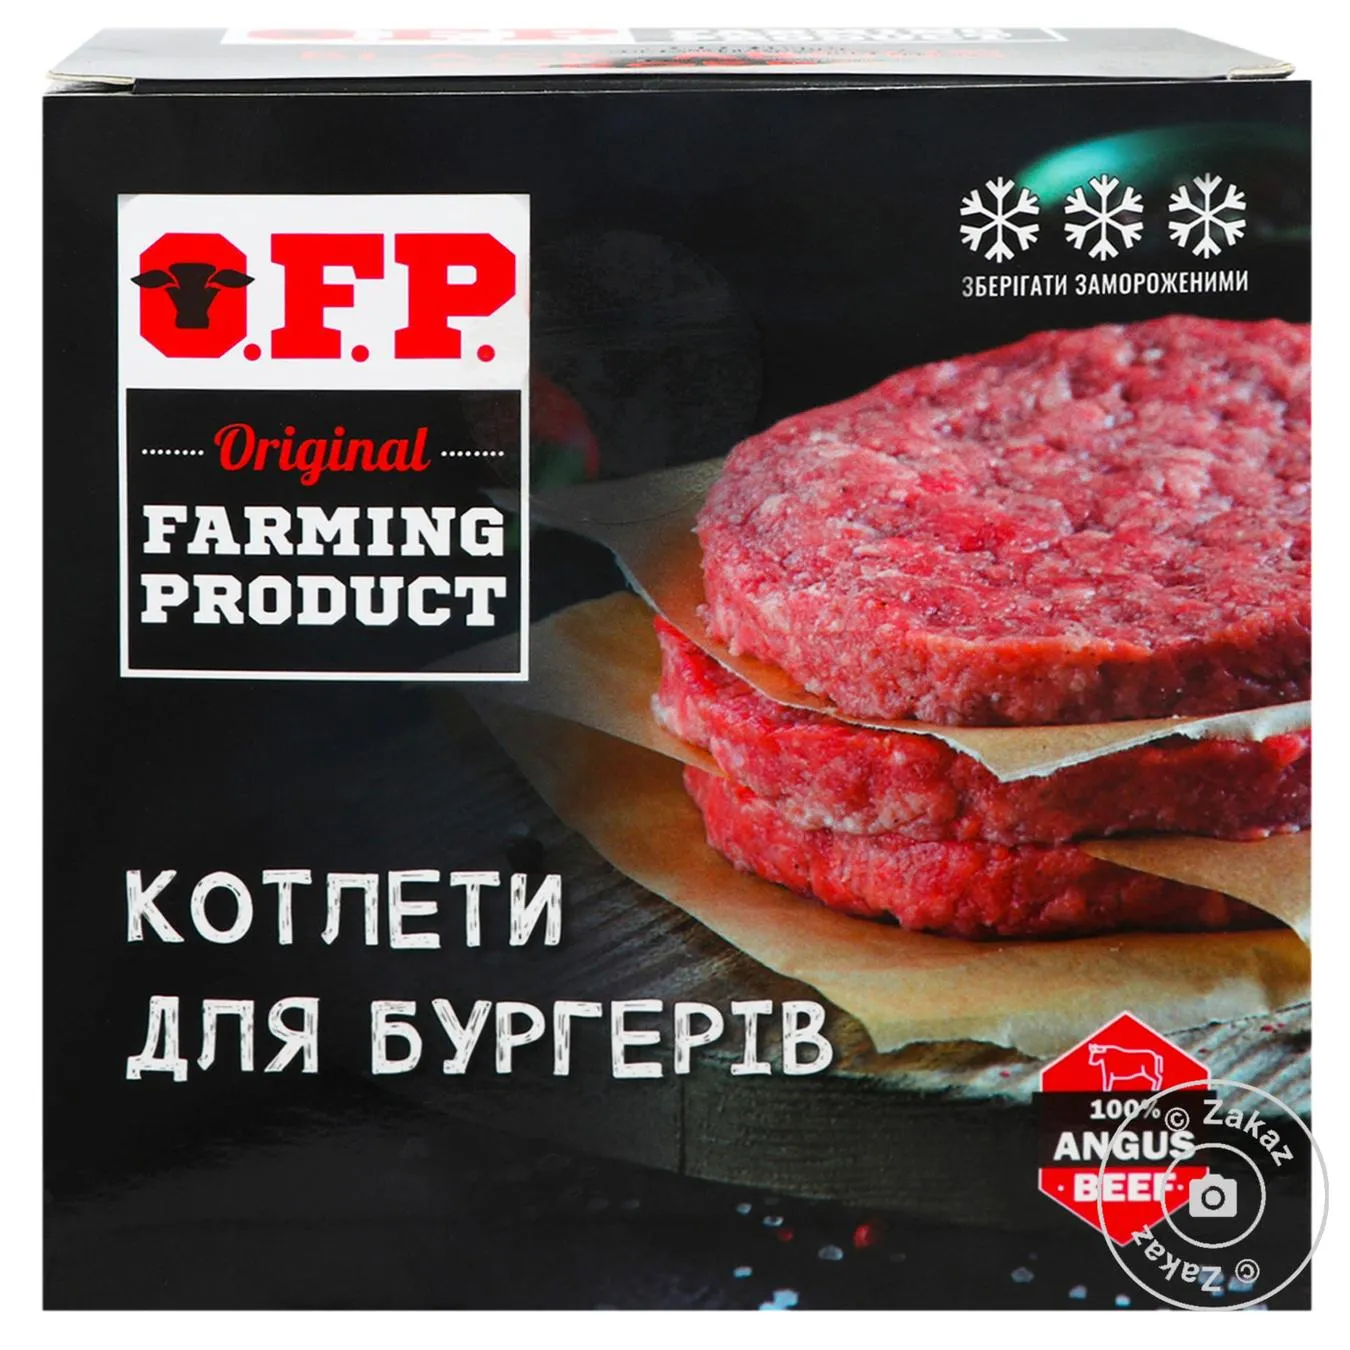 O.F.P.
Original
FARMING
PRODUCT
ЗБЕРІГАТИ ЗАМОРОЖЕНИМИ
КОТЛЕТИ
ДЛЯ БУРГЕРІВ
100%
ANGUS
BEEF
© Zakaz
© Zakaz